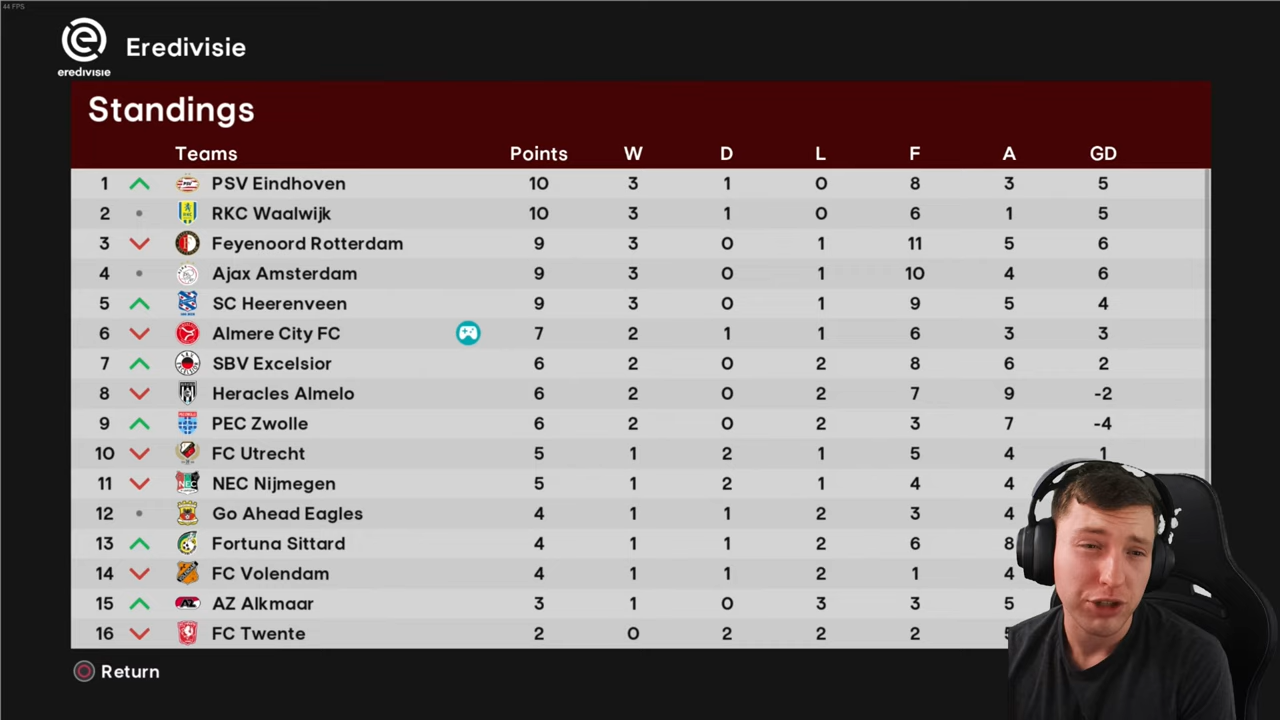 44 FPS
Eredivisie
eredivisie
Standings
Teams Points W D L F A GD
1 PSV Eindhoven 10 3 1 0 8 3 5
2 RKC Waalwijk 10 3 1 0 6 1 5
3 Feyenoord Rotterdam 9 3 0 1 11 5 6
4 Ajax Amsterdam 9 3 0 1 10 4 6
5 SC Heerenveen 9 3 0 1 9 5 4
6 Almere City FC 7 2 1 1 6 3 3
7 SBV Excelsior 6 2 0 2 8 6 2
8 Heracles Almelo 6 2 0 2 7 9 -2
9 PEC Zwolle 6 2 0 2 3 7 -4
10 FC Utrecht 5 1 2 1 5 4 1
11 NEC Nijmegen 5 1 2 1 4 4
12 Go Ahead Eagles 4 1 1 2 3 4
13 Fortuna Sittard 4 1 1 2 6 8
14 FC Volendam 4 1 1 2 1 4
15 AZ Alkmaar 3 1 0 3 3 5
16 FC Twente 2 0 2 2 2
Return